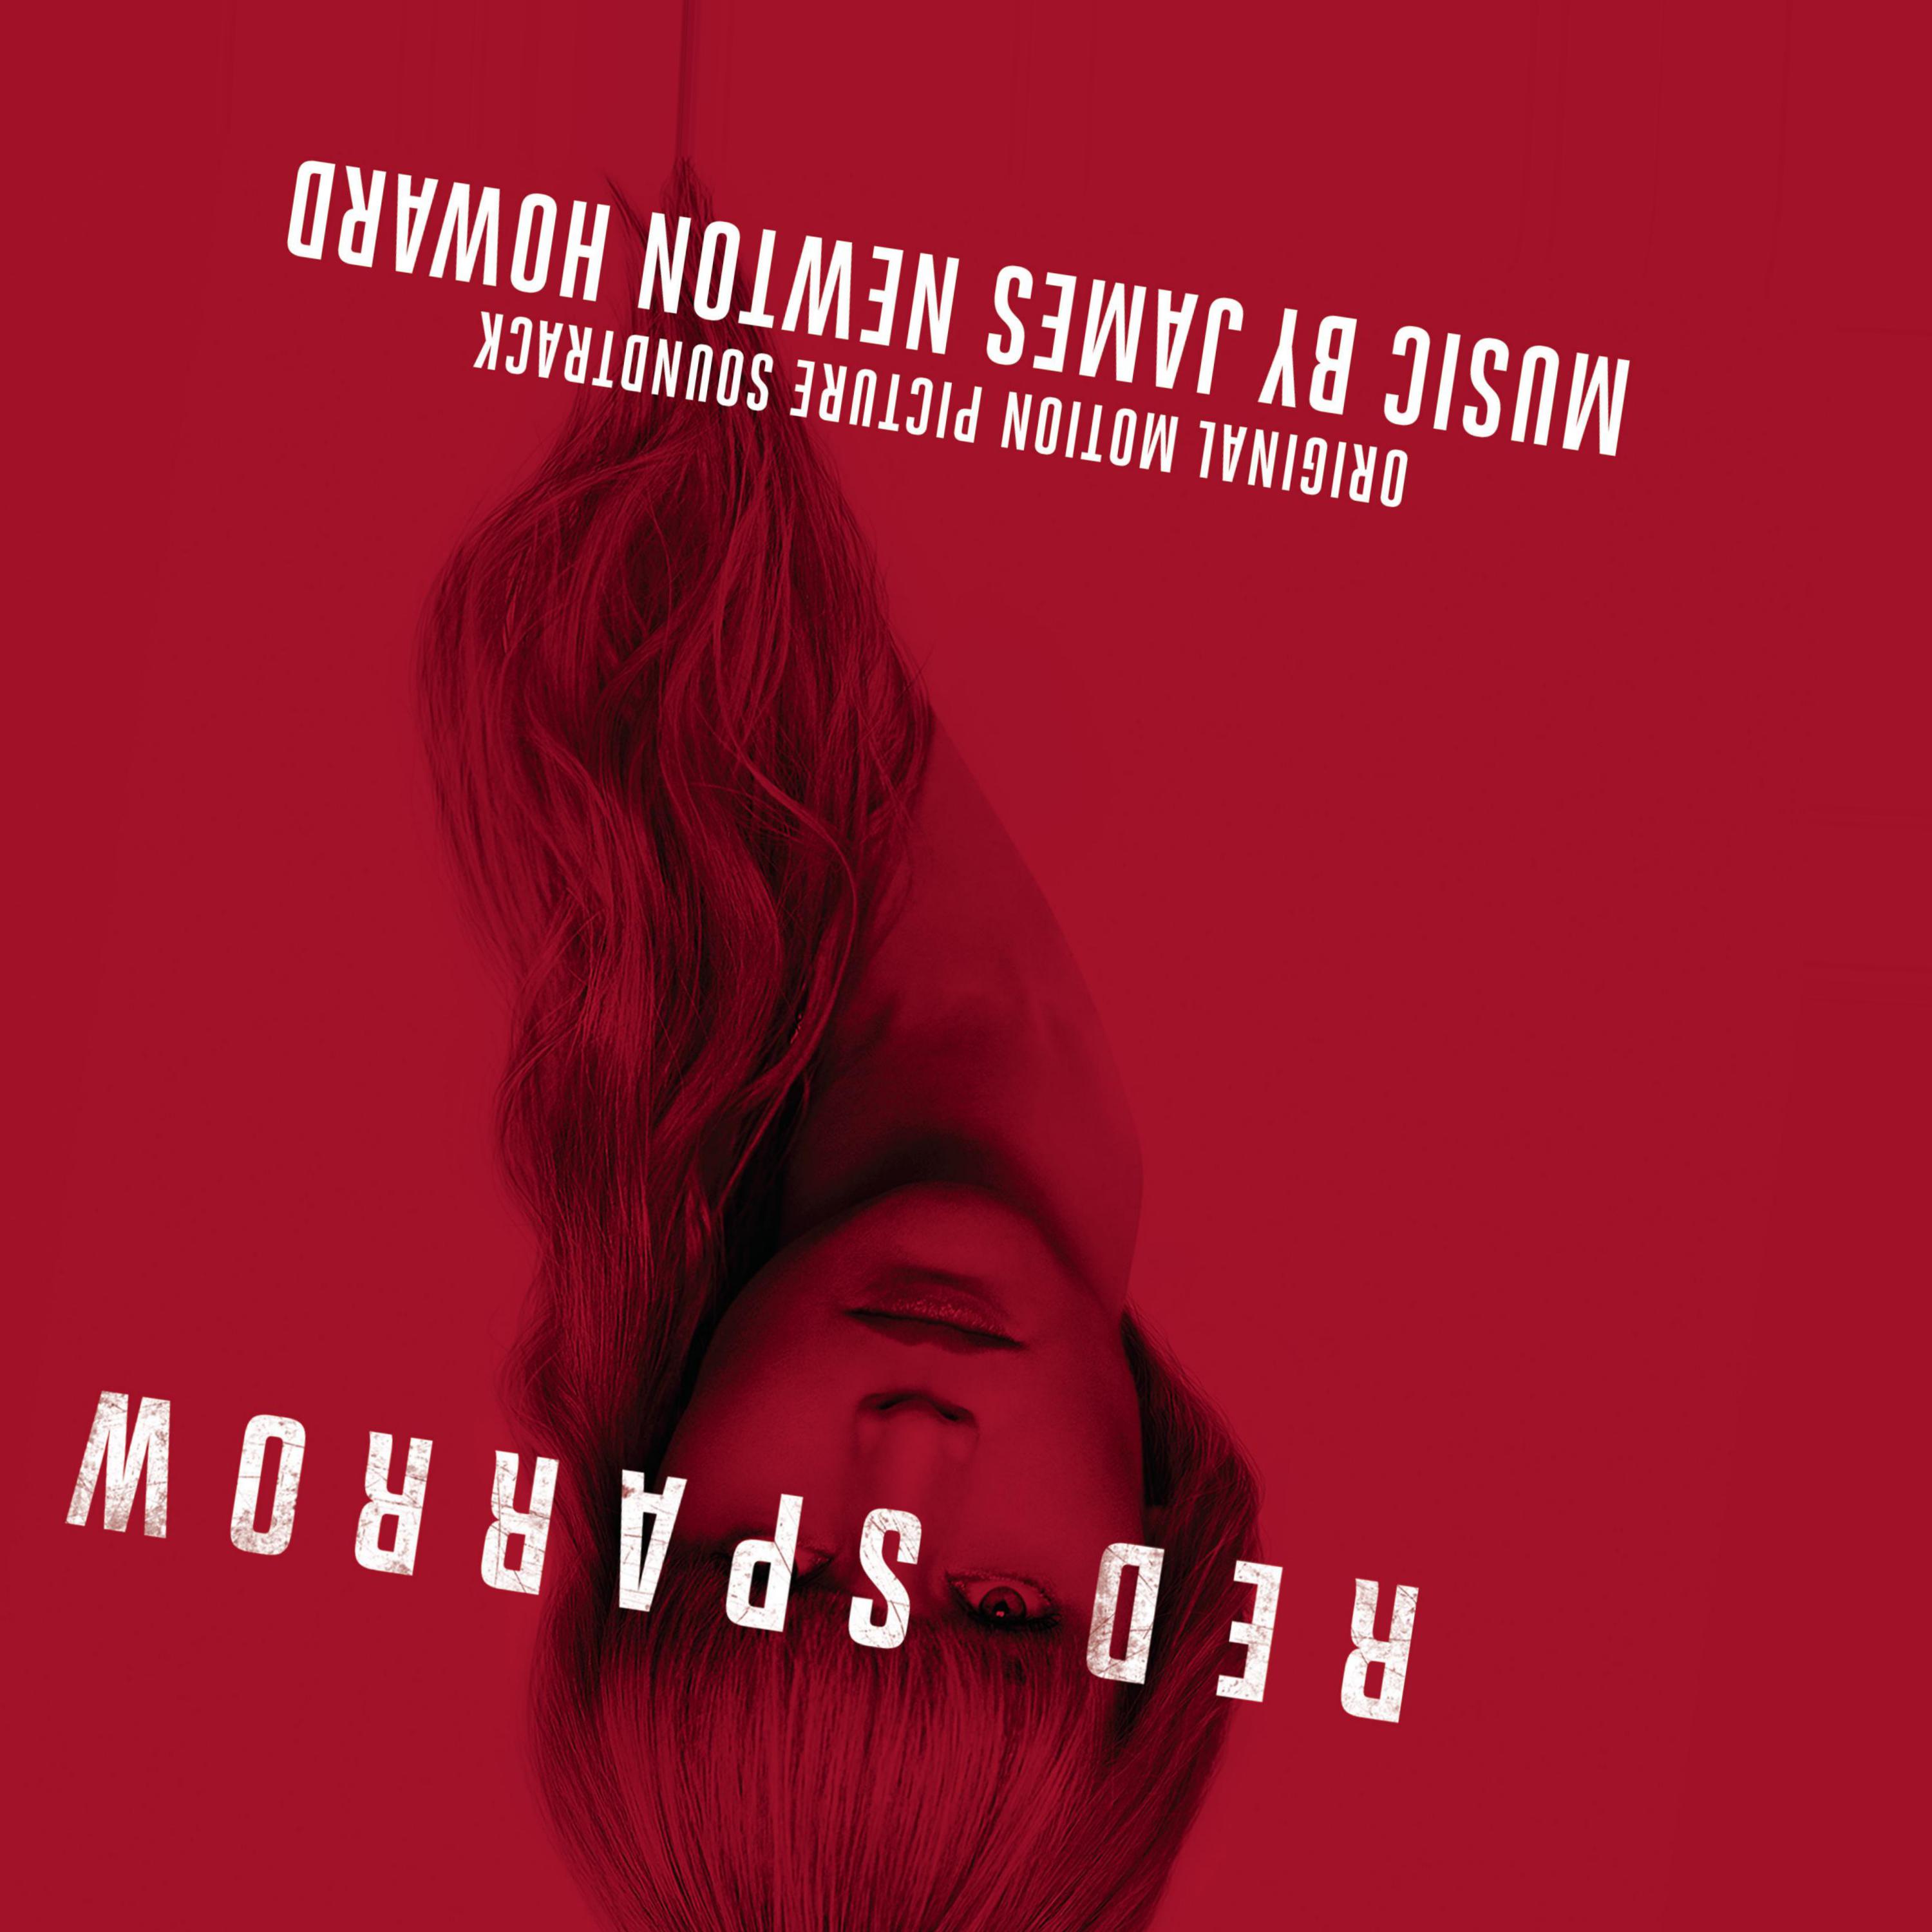 RED SPARROW
ORIGINAL MOTION PICTURE SOUNDTRACK
MUSIC BY JAMES NEWTON HOWARD